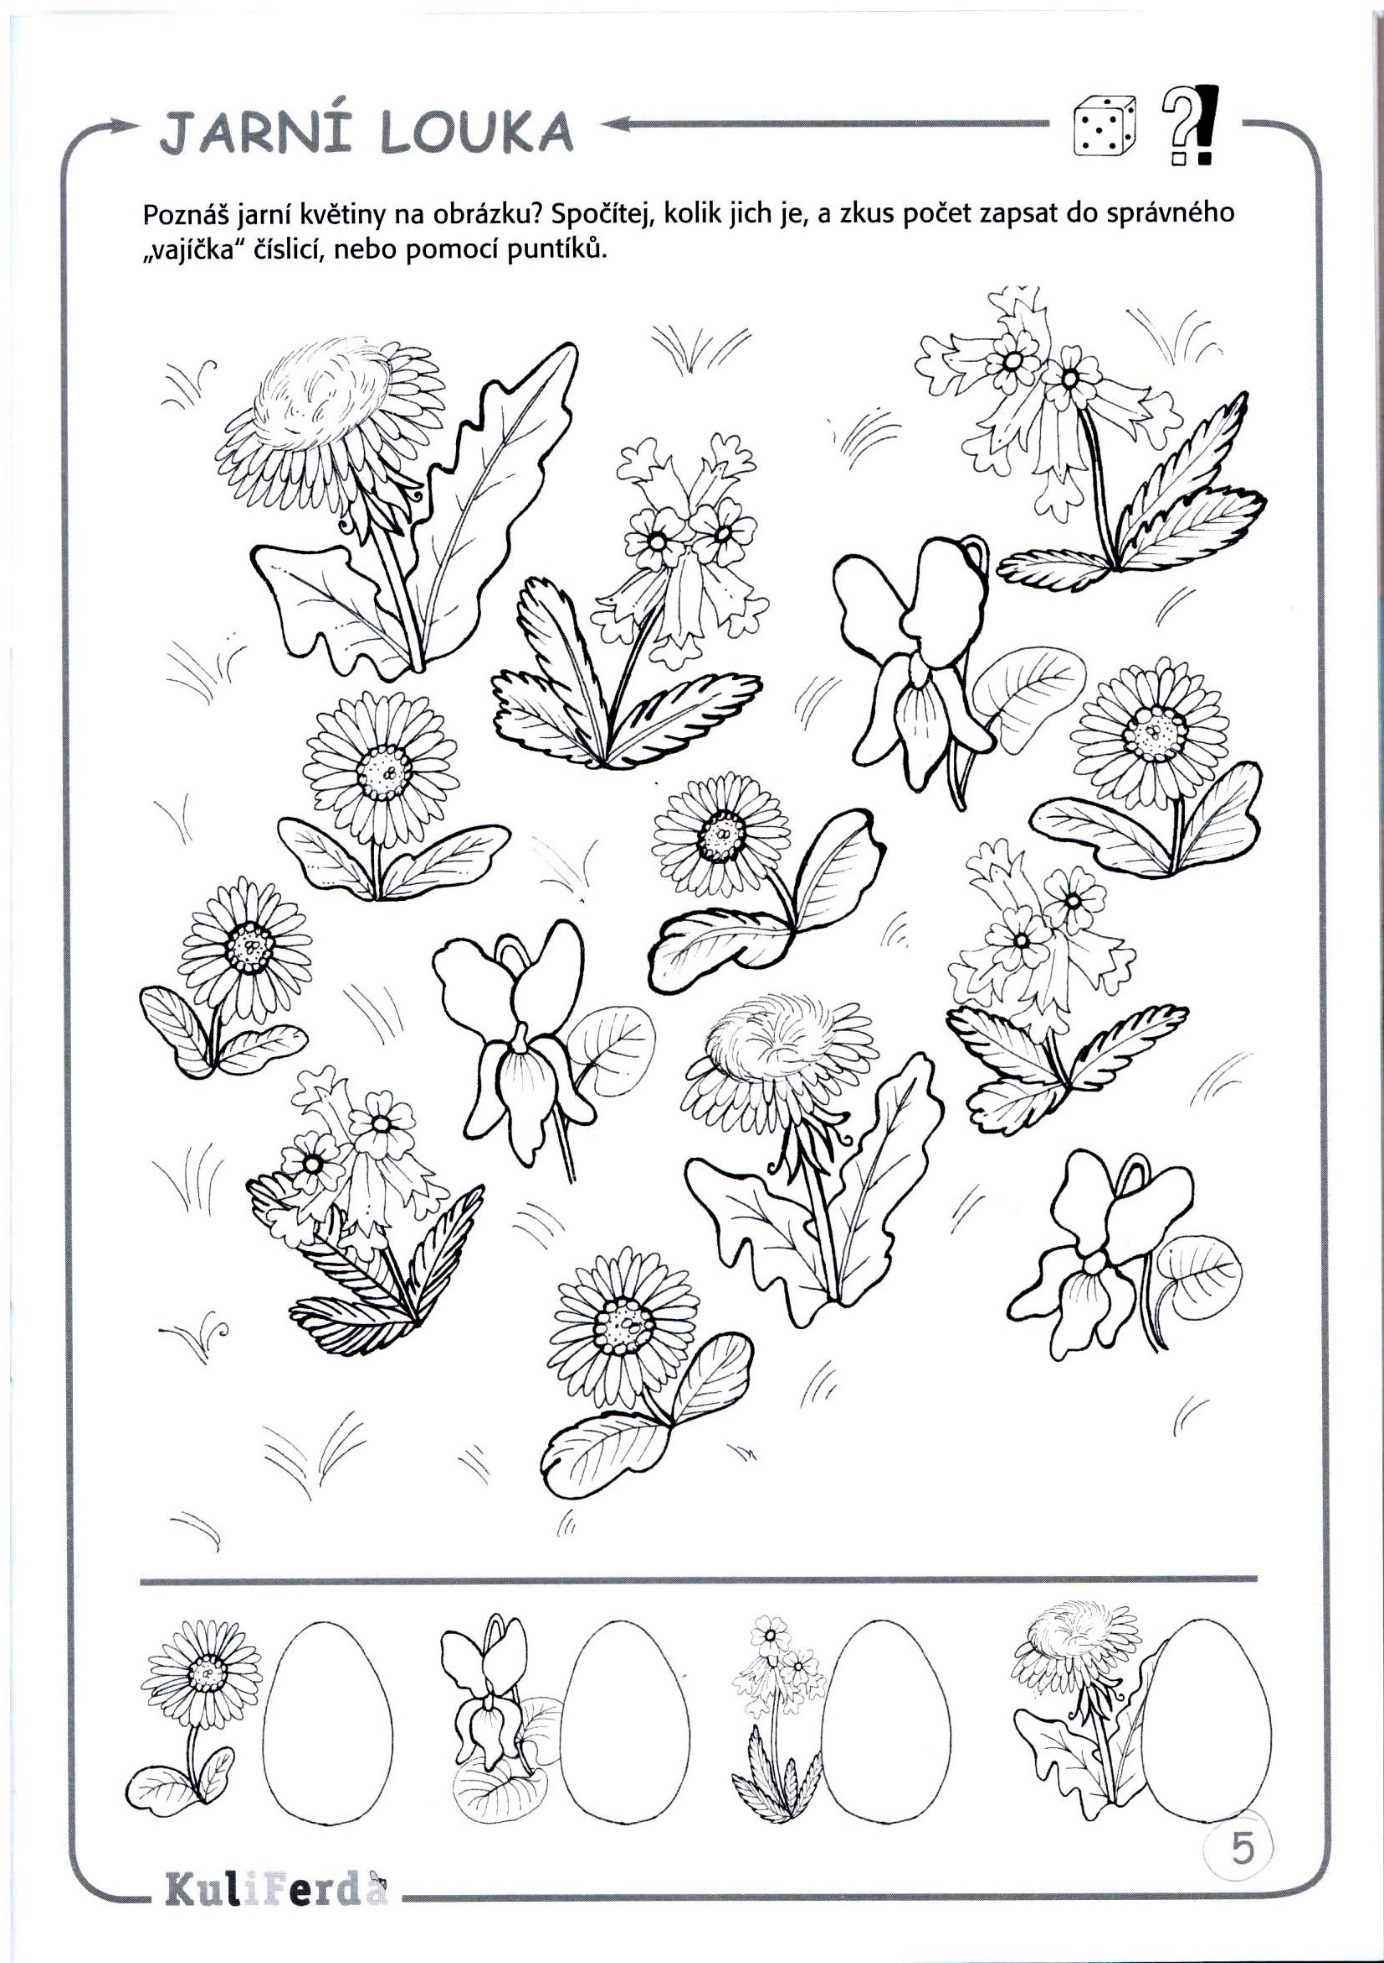 JARNÍ LOUKA
?!
Poznáš jarní květiny na obrázku? Spočítej, kolik jich je, a zkus počet zapsat do správného
„vajíčka“ číslicí, nebo pomocí puntíků.
5
KuliFerda